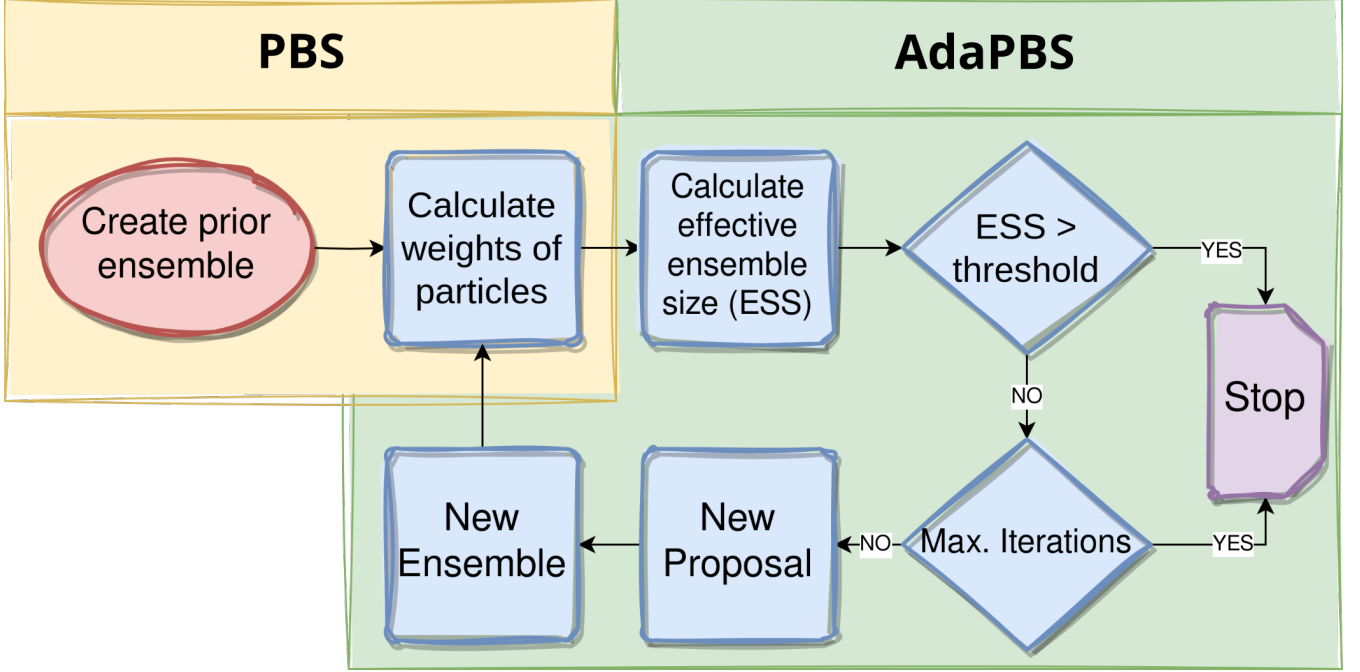 PBS
AdaPBS
Create prior
ensemble
Calculate
weights of
particles
Calculate
effective
ensemble
size (ESS)
ESS >
threshold
YES
NO
Stop
New
Ensemble
New
Proposal
NO
Max. Iterations
YES